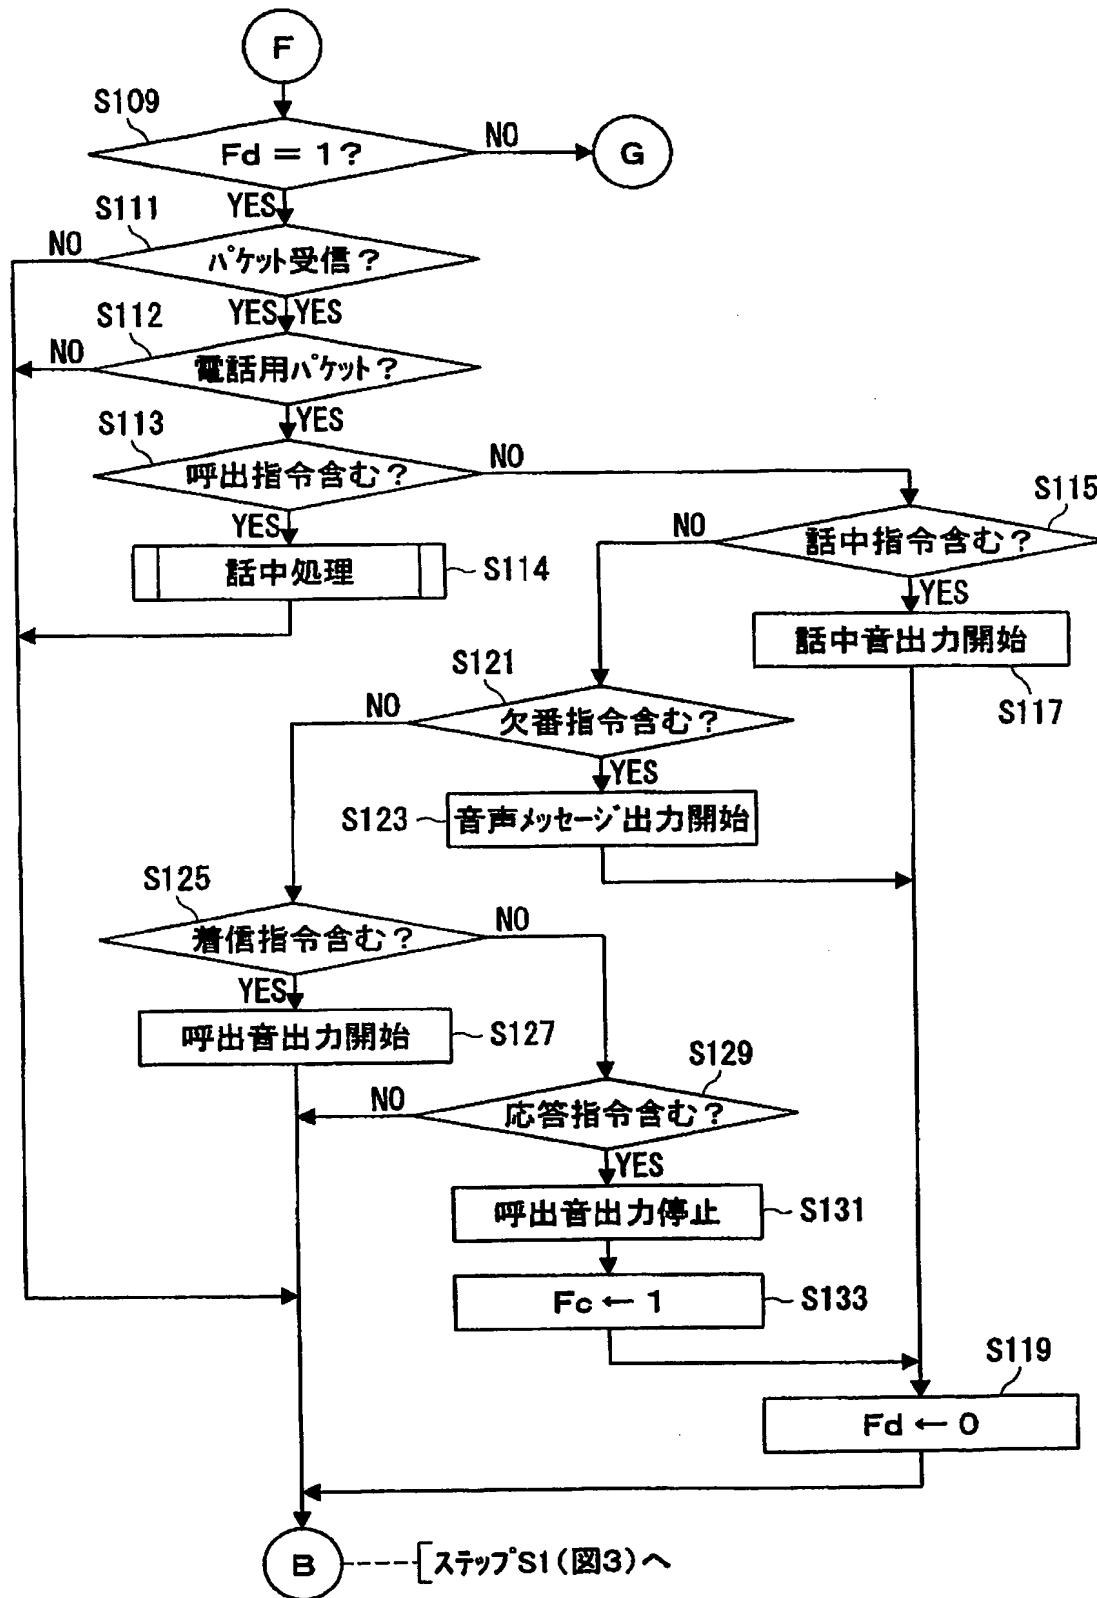 F
S109
Fd = 1?
NO
G
YES
S111
NO
パケット受信?
YES YES
S112
NO
電話用パケット?
YES
S113
呼出指令含む?
NO
YES
話中処理
S114
S115
話中指令含む?
NO
YES
話中音出力開始
S117
S121
欠番指令含む?
NO
YES
S123
音声メッセージ出力開始
S125
着信指令含む?
NO
YES
呼出音出力開始
S127
S129
応答指令含む?
NO
YES
呼出音出力停止
S131
Fc ← 1
S133
S119
Fd ← 0
B
ステップS1(図3)へ